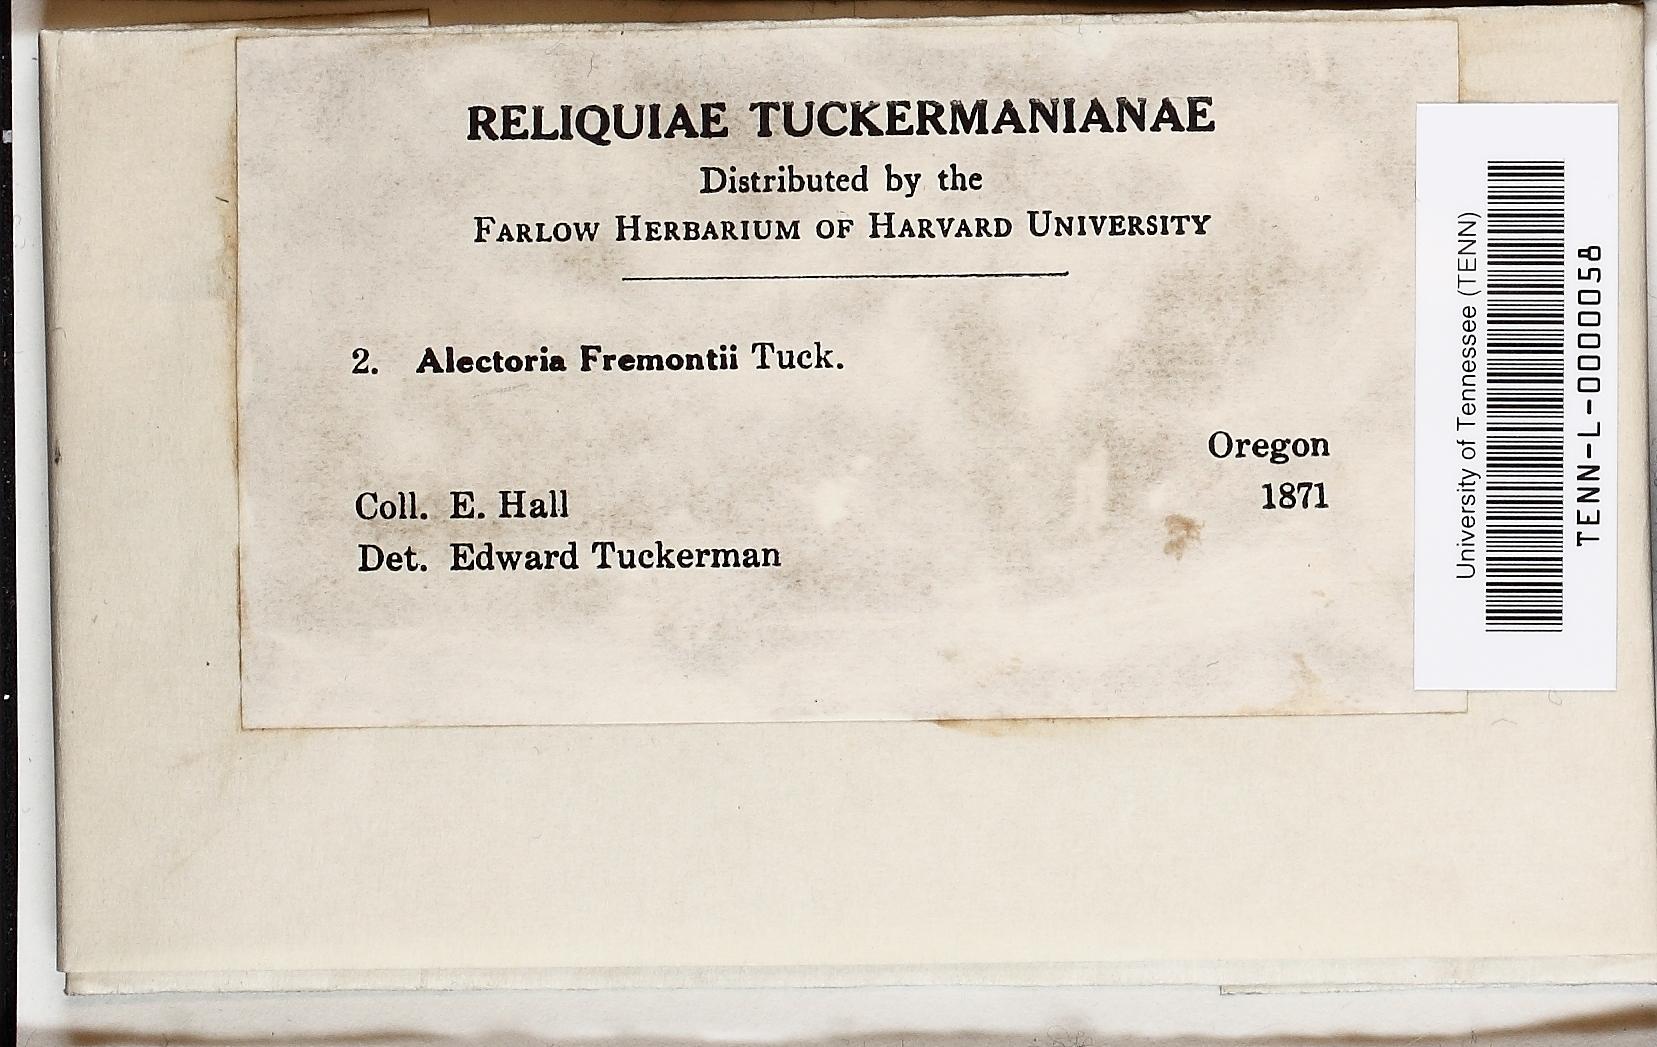 RELIQUIAE TUCKERMANIANAE
Distributed by the
FARLOW HERBARIUM OF HARVARD UNIVERSITY
2. Alectoria Fremontii Tuck.
Oregon
1871
Coll. E. Hall
Det. Edward Tuckerman
University of Tennessee (TENN)
TENN-L-0000058